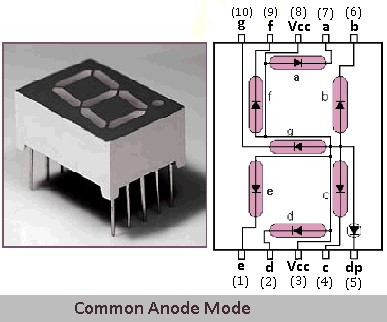 (10) (9) (8) (7) (6)
g f Vcc a b
a
f b
g
e c
d
e d Vcc c dp
(1) (2) (3) (4) (5)
Common Anode Mode